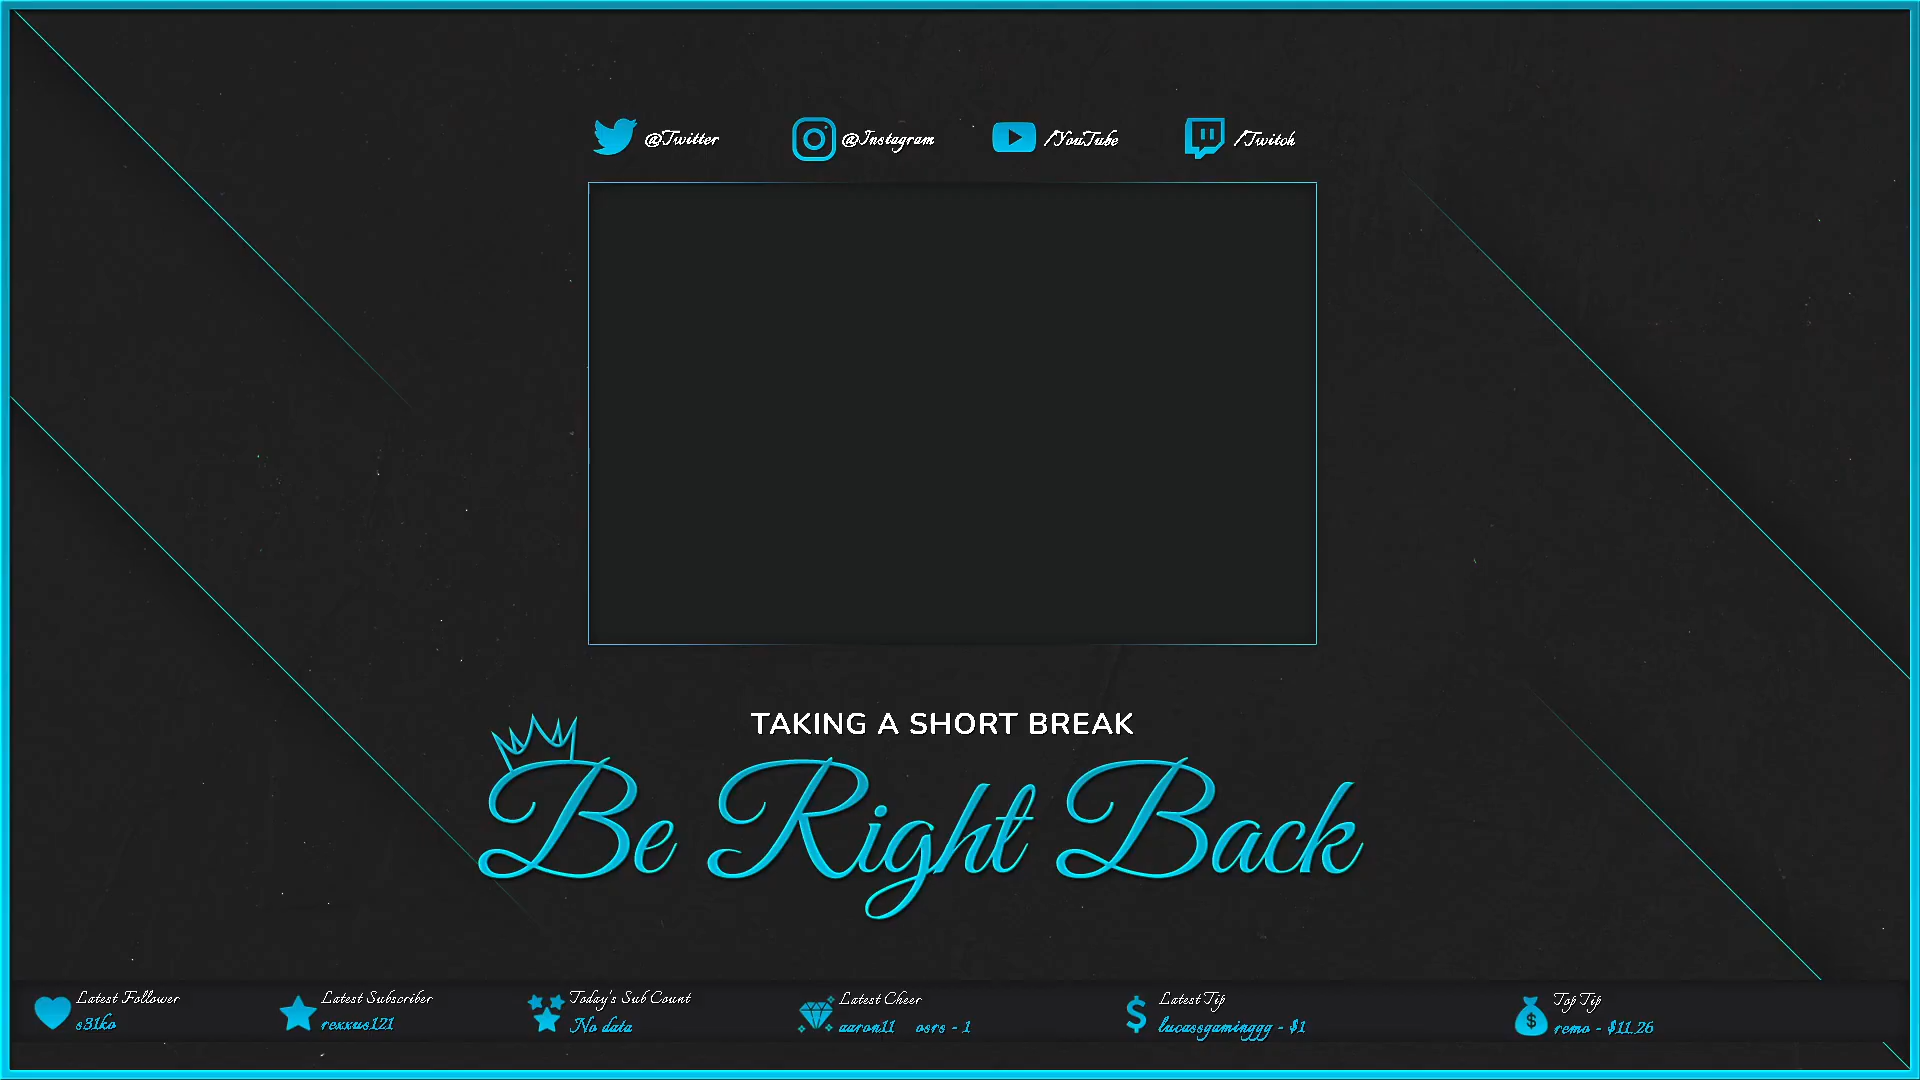 @Twitter
@Instagram
/YouTube
/Twitch
TAKING A SHORT BREAK
Be Right Back
Latest Follower
s31ko
Latest Subscriber
rexxus121
Today's Sub Count
No data
Latest Cheer
aaron11 osrs - 1
Latest Tip
lucassgaminggg - $1
Top Tip
remo - $11.26